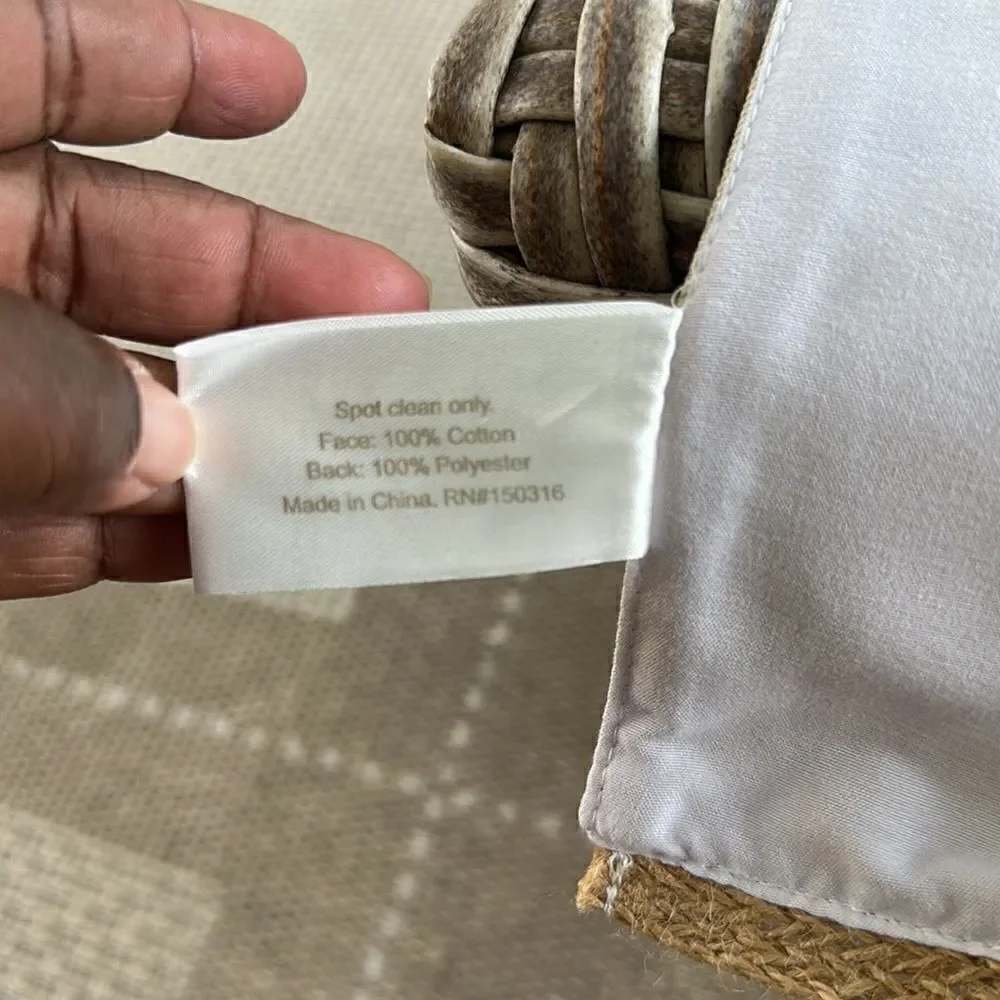 Spot clean only.
Face: 100% Cotton
Back: 100% Polyester
Made in China. RN#150316